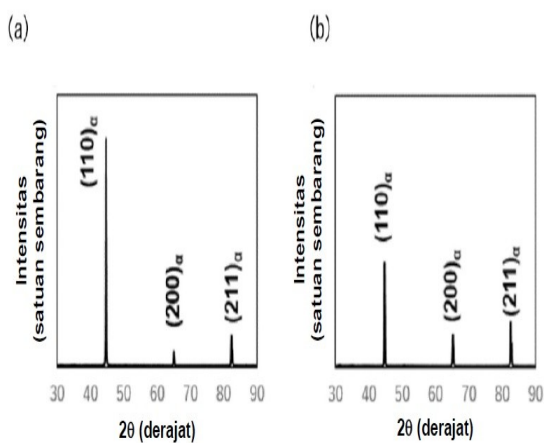 (a)
Intensitas
(satuan sembarang)
(110)α
(200)α
(211)α
30 40 50 60 70 80 90
2θ (derajat)
(b)
Intensitas
(satuan sembarang)
(110)α
(200)α
(211)α
30 40 50 60 70 80 90
2θ (derajat)